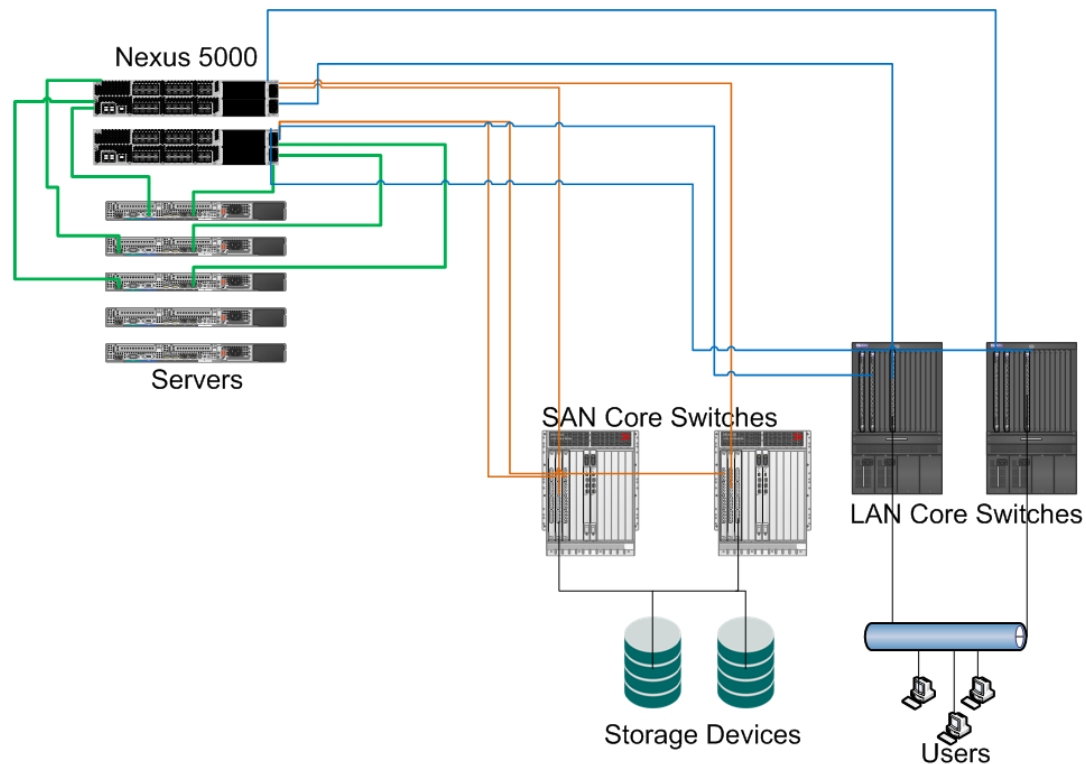 Nexus 5000
Servers
SAN Core Switches
LAN Core Switches
Storage Devices
Users